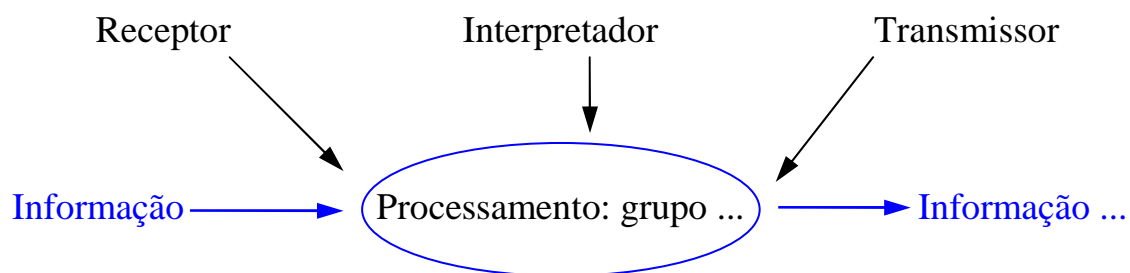 Receptor Interpretador Transmissor
Informação Processamento: grupo ... Informação ...